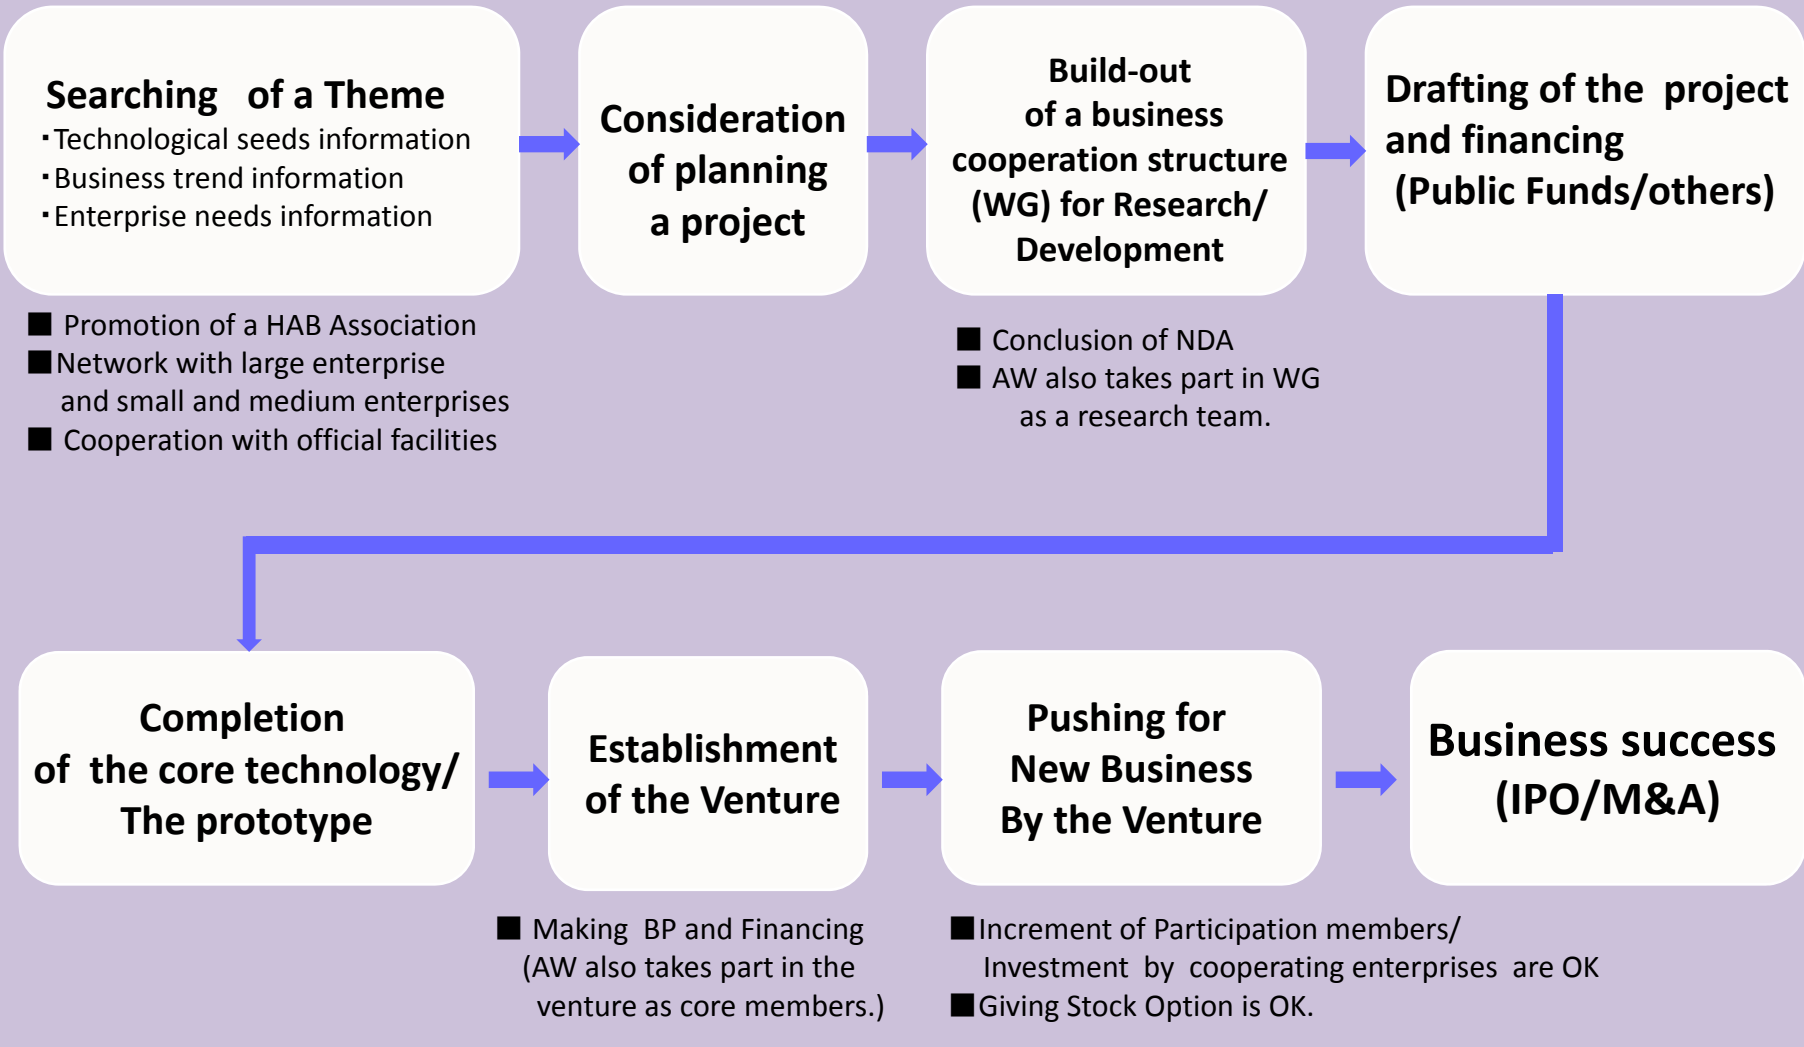 Searching of a Theme
・Technological seeds information
・Business trend information
・Enterprise needs information
Consideration
of planning
a project
Build-out
of a business
cooperation structure
(WG) for Research/
Development
Drafting of the project
and financing
(Public Funds/others)
■ Promotion of a HAB Association
■Network with large enterprise
and small and medium enterprises
■ Cooperation with official facilities
■ Conclusion of NDA
■ AW also takes part in WG
as a research team.
Completion
of the core technology/
The prototype
Establishment
of the Venture
Pushing for
New Business
By the Venture
Business success
(IPO/M&A)
■ Making BP and Financing
(AW also takes part in the
venture as core members.)
■Increment of Participation members/
Investment by cooperating enterprises are OK
■Giving Stock Option is OK.